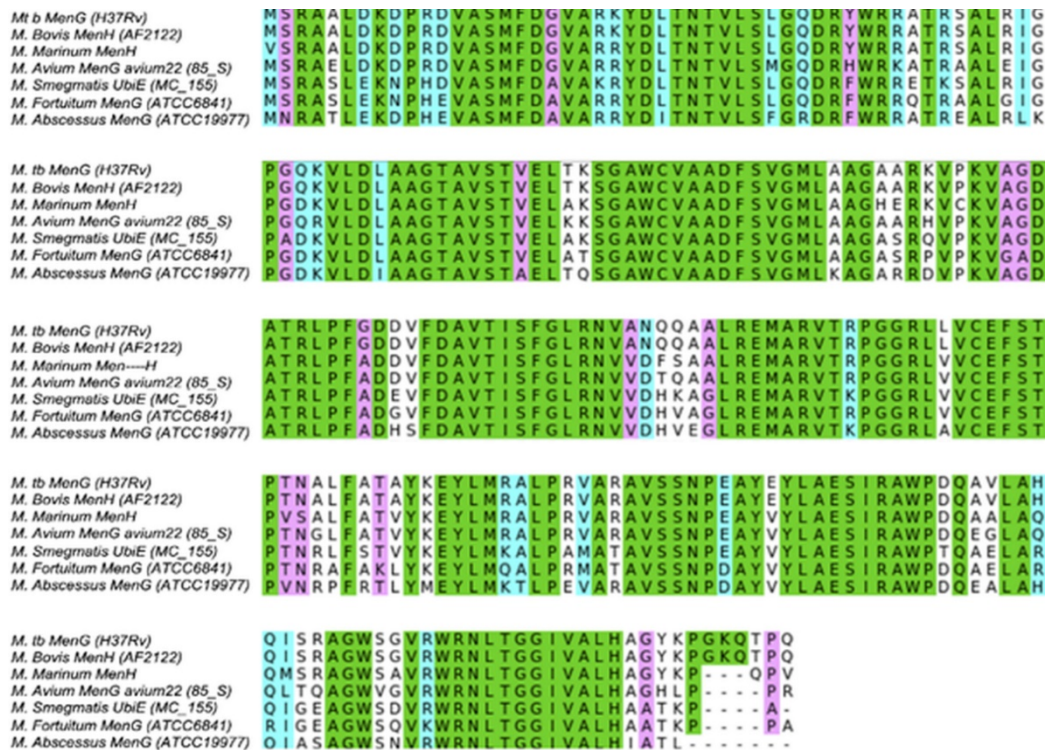 Mt b MenG (H37Rv) MSRAALDKDPRDVASMFDGVARKYDLTNTVLSLGQDRYWRRATRSALRIG
M. Bovis MenH (AF2122) MSRAALDKDPRDVASMFDGVARKYDLTNTVLSLGQDRYWRRATRSALRIG
M. Marinum MenH VSRAALDKDPRDVASMFDGVARKYDLTNTVLSLGQDRYWRRATRSALRIG
M. Avium MenG avium22 (85_S) MSRAELDKDPRDVASMFDGVARRYDLTNTVLSMGQDRHWRKATRAALEIG
M. Smegmatis UbiE (MC_155) MSRASLEKNPHDVASMFDAVAKRYDLTNTVLSLGQDRFWRRETKSALRIG
M. Fortuitum MenG (ATCC6841) MSRASLEKNPHEVASMFDAVARRYDLTNTVLSLGQDRFWRRQTRAALGIG
M. Abscessus MenG (ATCC19977) MNRATLEKDPHEVASMFDAVARRYDITNTVLSFGRDRFWRRATREALRLK
M. tb MenG (H37Rv) PGQKVLDLAAGTAVSTVELTKSGAWCVAADFSVGMLAAGAARKVPKVAGD
M. Bovis MenH (AF2122) PGQKVLDLAAGTAVSTVELTKSGAWCVAADFSVGMLAAGAARKVPKVAGD
M. Marinum MenH PGDKVLDLAAGTAVSTVELAKSGAWCVAADFSVGMLAAGHERKVCKVAGD
M. Avium MenG avium22 (85_S) PGQRVLDLAAGTAVSTVELKKSGAWCVAADFSVGMLAAGAARHVPKVAGD
M. Smegmatis UbiE (MC_155) PADKVLDLAAGTAVSTVELAKSGAWCVAADFSVGMLAAGASRQVPKVAGD
M. Fortuitum MenG (ATCC6841) PGDKVLDLAAGTAVSTVELATSGAWCVAADFSVGMLAAGASRKVPKVGAD
M. Abscessus MenG (ATCC19977) PGDKVLDIAAGTAVSTAELTQSGAWCVAADFSVGMLKAGARRDVPKVAGD
M. tb MenG (H37Rv) ATRLPFGDDVFDAVTISFGLRNVANQQAALREMARVTRPGGRLLVCEFST
M. Bovis MenH (AF2122) ATRLPFGDDVFDAVTISFGLRNVANQQAALREMARVTRPGGRLLVCEFST
M. Marinum Men----H ATRLPFADDVFDAVTISFGLRNVVDFSAALREMARVTRPGGRLVVCEFST
M. Avium MenG avium22 (85_S) ATRLPFADDVFDAVTISFGLRNVVDTQAALREMARVTRPGGRLVVCEFST
M. Smegmatis UbiE (MC_155) ATRLPFADEVFDAVTISFGLRNVVDHKAGLREMARVTKPGGRLVVCEFST
M. Fortuitum MenG (ATCC6841) ATRLPFADGVFDAVTISFGLRNVVDHVAGLREMARVTRPGGRLVVCEFST
M. Abscessus MenG (ATCC19977) ATRLPFADHSFDAVTISFGLRNVVDHVEGLREMARVTKPGGRLAVCEFST
M. tb MenG (H37Rv) PTNALFATAYKEYLMRALPRVARAVSSNPEAYEYLAESIRAWPDQAVLAH
M. Bovis MenH (AF2122) PTNALFATAYKEYLMRALPRVARAVSSNPEAYEYLAESIRAWPDQAVLAH
M. Marinum MenH PVSALFATVYKEYLMRALPRVARAVSSNPEAYVYLAESIRAWPDQAALAQ
M. Avium MenG avium22 (85_S) PTNGLFATVYKEYLMRALPRVARAVSSNPEAYVYLAESIRAWPDQEGLAQ
M. Smegmatis UbiE (MC_155) PTNRLFSTVYKEYLMKALPAMATAVSSNPEAYVYLAESIRAWPTQAELAR
M. Fortuitum MenG (ATCC6841) PTNRAFAKLYKEYLMQALPRMATAVSSNPDAYVYLAESIRAWPDQAELAR
M. Abscessus MenG (ATCC19977) PVNRPFRTLYMEYLMKTLPEVARAVSSNPDAYVYLAESIRAWPDQEALAH
M. tb MenG (H37Rv) QISRAGWSGVRWRNLTGGIVALHAGYKPGKQTPQ
M. Bovis MenH (AF2122) QISRAGWSGVRWRNLTGGIVALHAGYKPGKQTPQ
M. Marinum MenH QMSRAGWSAVRWRNLTGGIVALHAGYKP---QPV
M. Avium MenG avium22 (85_S) QLTQAGWVGVRWRNLTGGIVALHAGHLP----PR
M. Smegmatis UbiE (MC_155) QIGEAGWSDVRWRNLTGGIVALHAATKP----A-
M. Fortuitum MenG (ATCC6841) RIGEAGWSQVKWRNLTGGIVALHAATKP----PA
M. Abscessus MenG (ATCC19977) QIASAGWSNVRWRNLTGGIVALHIATL-------